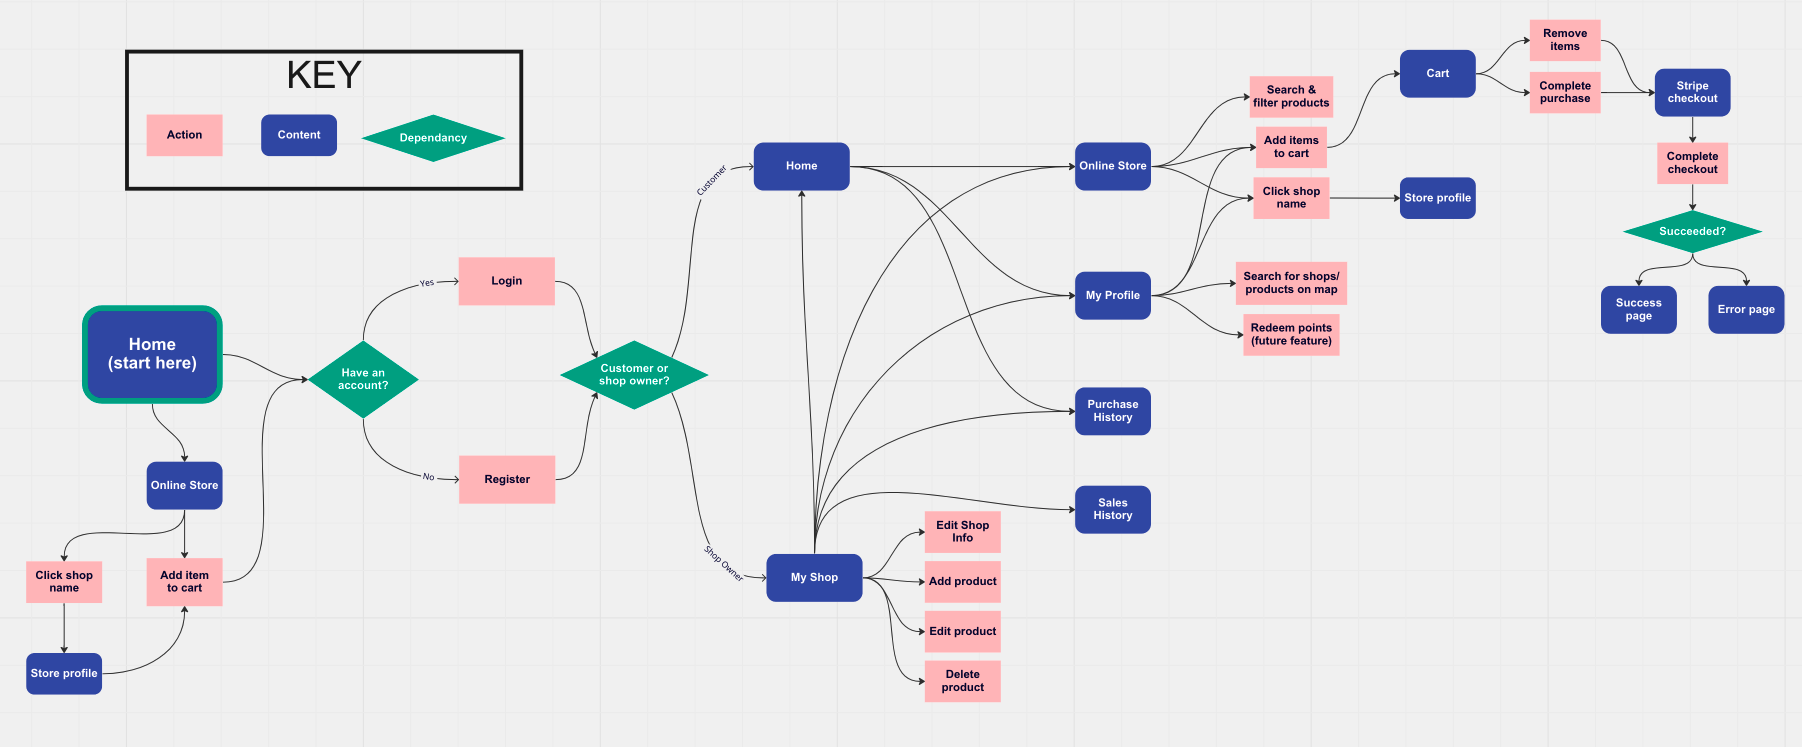 KEY
Action
Content
Dependancy
Home
(start here)
Online Store
Click shop
name
Add item
to cart
Store profile
Have an
account?
Yes
No
Login
Register
Customer or
shop owner?
Customer
Shop Owner
Home
My Shop
Edit Shop
Info
Add product
Edit product
Delete
product
Online Store
My Profile
Purchase
History
Sales
History
Search &
filter products
Add items
to cart
Click shop
name
Search for shops/
products on map
Redeem points
(future feature)
Cart
Store profile
Remove
items
Complete
purchase
Stripe
checkout
Complete
checkout
Succeeded?
Success
page
Error page